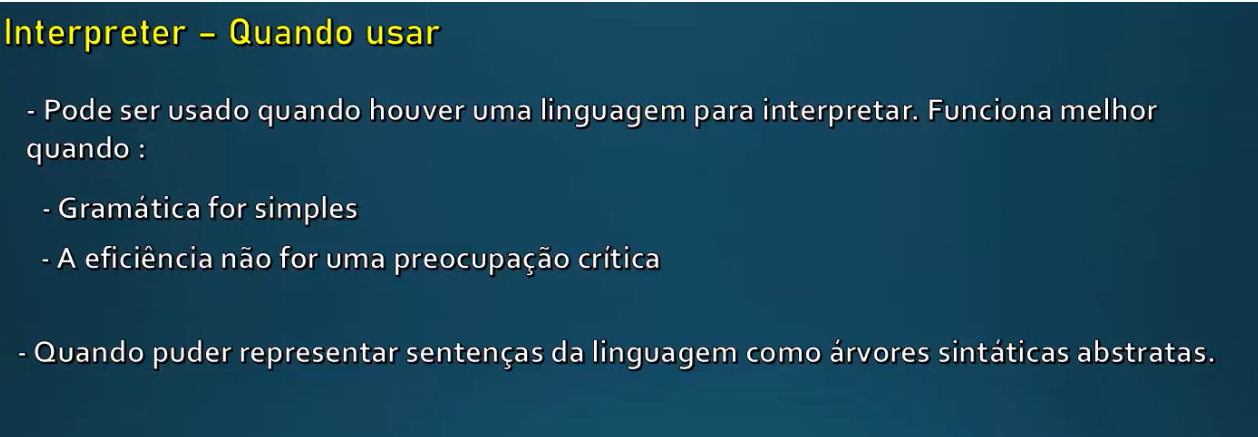 Interpreter – Quando usar
- Pode ser usado quando houver uma linguagem para interpretar. Funciona melhor
quando :
- Gramática for simples
- A eficiência não for uma preocupação crítica
- Quando puder representar sentenças da linguagem como árvores sintáticas abstratas.